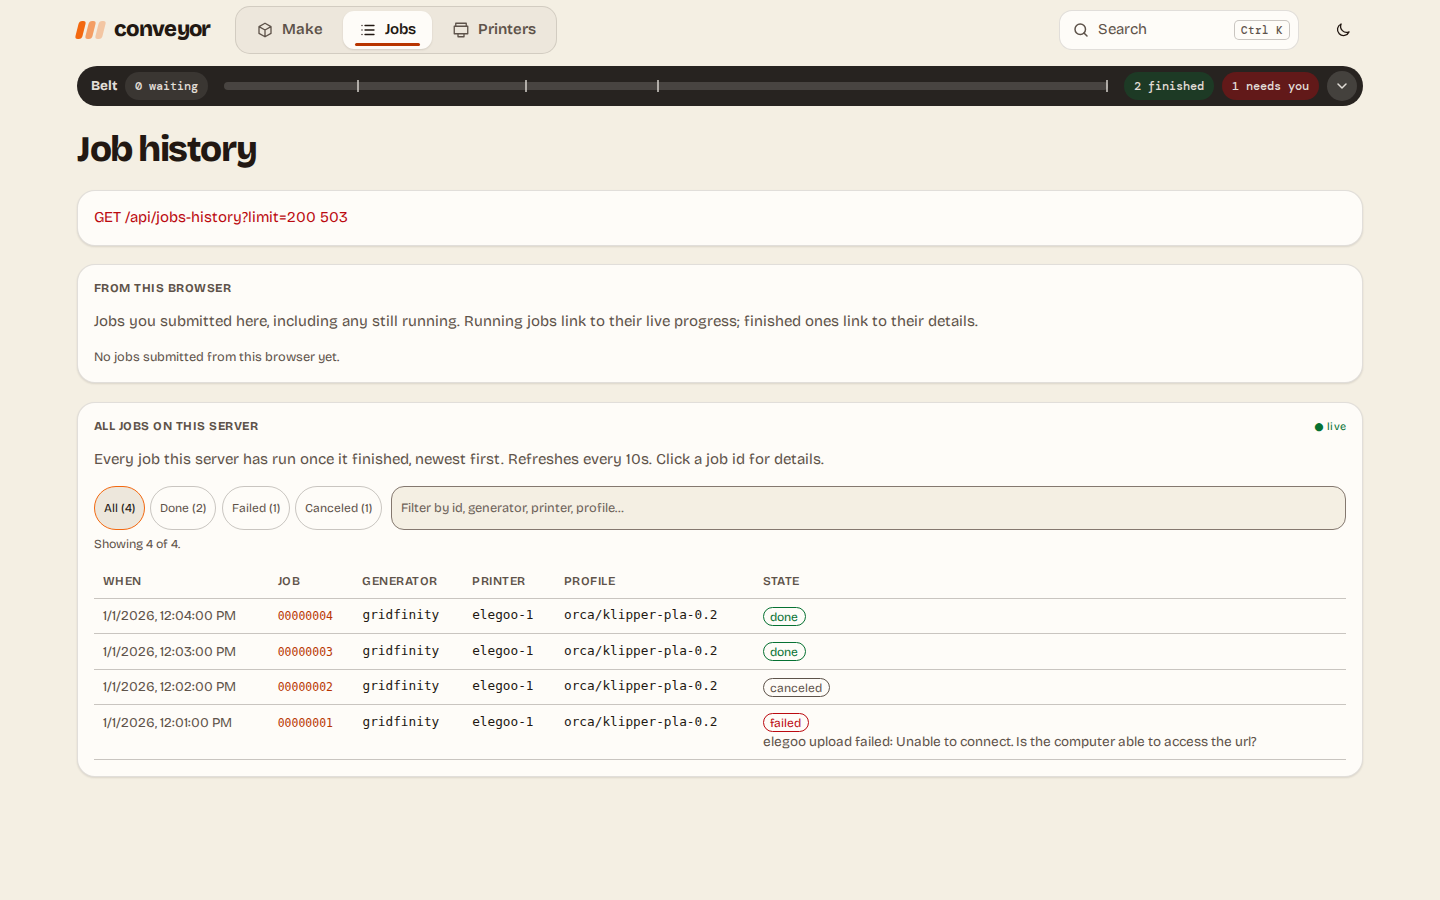 conveyor
Make
Jobs
Printers
Search
Ctrl K
Belt
0 waiting
2 finished
1 needs you
Job history
GET /api/jobs-history?limit=200 503
FROM THIS BROWSER
Jobs you submitted here, including any still running. Running jobs link to their live progress; finished ones link to their details.
No jobs submitted from this browser yet.
ALL JOBS ON THIS SERVER
live
Every job this server has run once it finished, newest first. Refreshes every 10s. Click a job id for details.
All (4)
Done (2)
Failed (1)
Canceled (1)
Filter by id, generator, printer, profile...
Showing 4 of 4.
WHEN JOB GENERATOR PRINTER PROFILE STATE
1/1/2026, 12:04:00 PM 00000004 gridfinity elegoo-1 orca/klipper-pla-0.2 done
1/1/2026, 12:03:00 PM 00000003 gridfinity elegoo-1 orca/klipper-pla-0.2 done
1/1/2026, 12:02:00 PM 00000002 gridfinity elegoo-1 orca/klipper-pla-0.2 canceled
1/1/2026, 12:01:00 PM 00000001 gridfinity elegoo-1 orca/klipper-pla-0.2 failed
elegoo upload failed: Unable to connect. Is the computer able to access the url?